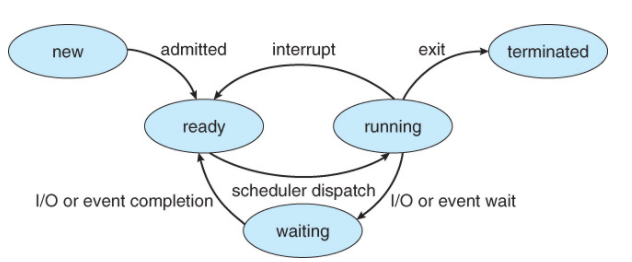 new
admitted
interrupt
exit
terminated
ready
running
scheduler dispatch
I/O or event completion
I/O or event wait
waiting